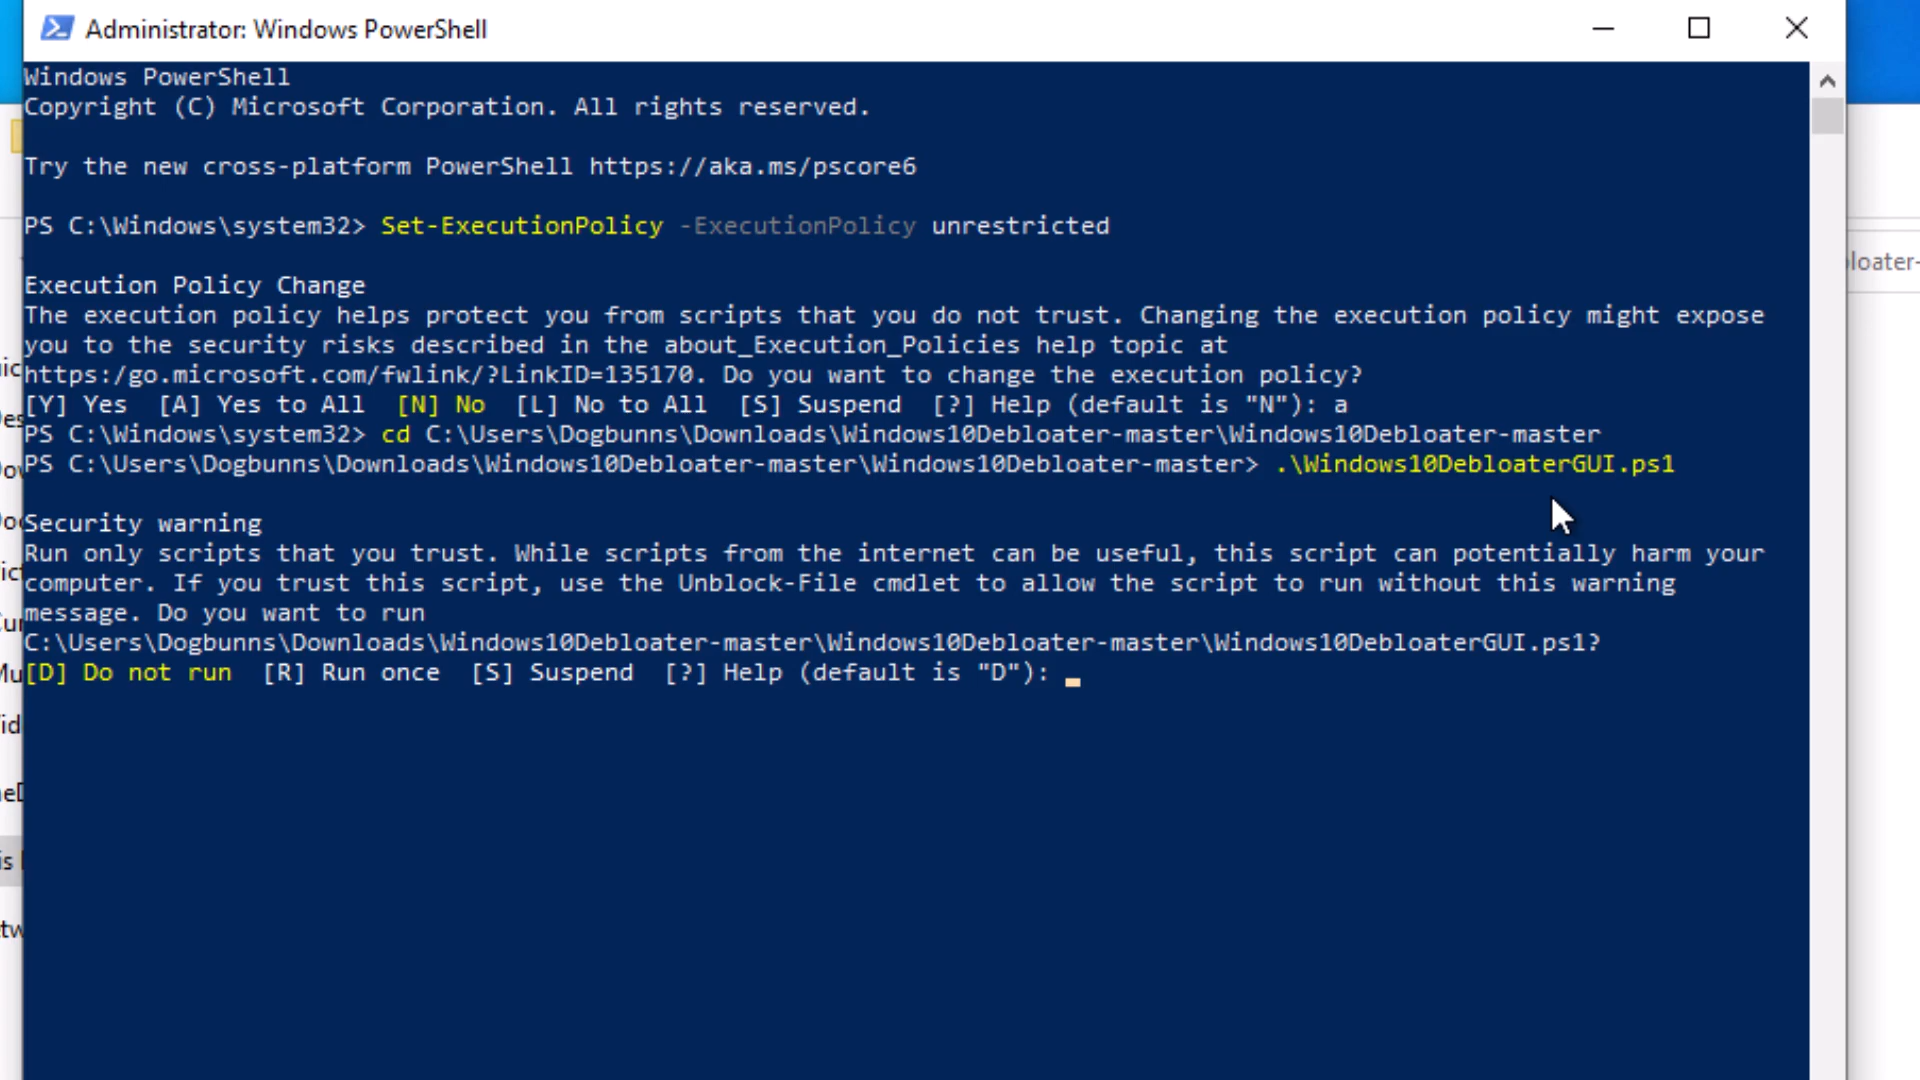 Administrator: Windows PowerShell
Windows PowerShell
Copyright (C) Microsoft Corporation. All rights reserved.
Try the new cross-platform PowerShell https://aka.ms/pscore6
PS C:\Windows\system32> Set-ExecutionPolicy -ExecutionPolicy unrestricted
Execution Policy Change
The execution policy helps protect you from scripts that you do not trust. Changing the execution policy might expose
you to the security risks described in the about_Execution_Policies help topic at
https:/go.microsoft.com/fwlink/?LinkID=135170. Do you want to change the execution policy?
[Y] Yes  [A] Yes to All  [N] No  [L] No to All  [S] Suspend  [?] Help (default is "N"): a
PS C:\Windows\system32> cd C:\Users\Dogbunns\Downloads\Windows10Debloater-master\Windows10Debloater-master
PS C:\Users\Dogbunns\Downloads\Windows10Debloater-master\Windows10Debloater-master> .\Windows10DebloaterGUI.ps1
Security warning
Run only scripts that you trust. While scripts from the internet can be useful, this script can potentially harm your
computer. If you trust this script, use the Unblock-File cmdlet to allow the script to run without this warning
message. Do you want to run
C:\Users\Dogbunns\Downloads\Windows10Debloater-master\Windows10Debloater-master\Windows10DebloaterGUI.ps1?
[D] Do not run  [R] Run once  [S] Suspend  [?] Help (default is "D"):